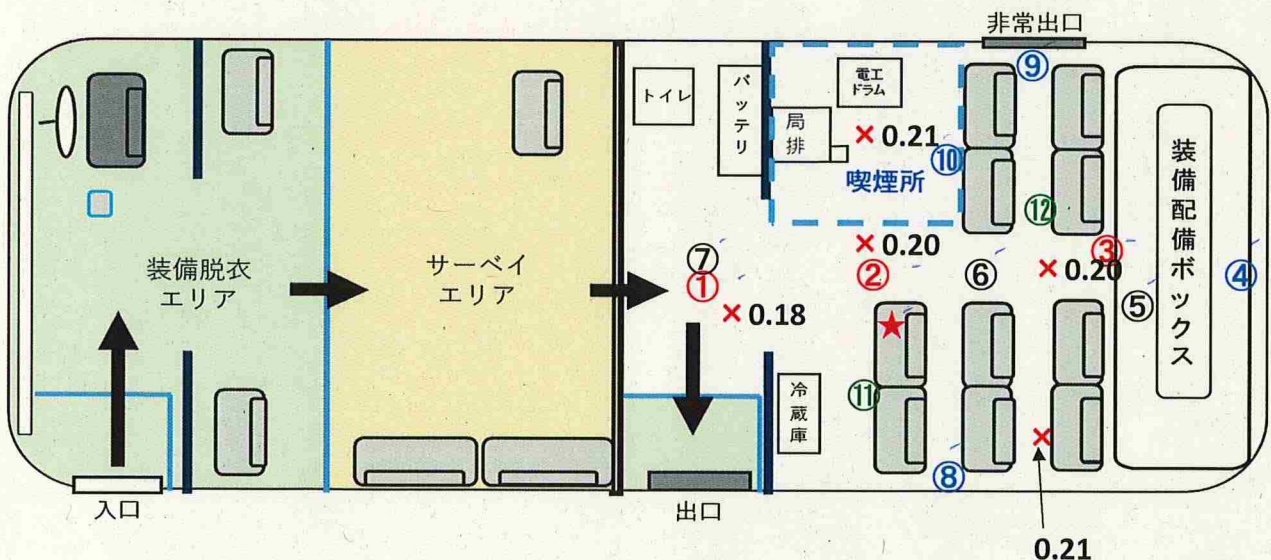 非常出口
⑨
トイレ
バッテリ
電工
ドラム
局排
× 0.21
⑩
喫煙所
⑫
装備配備ボックス
装備脱衣
エリア
サーベイ
エリア
⑦
①
× 0.18
× 0.20
②
⑥
③
× 0.20
⑤
④
★
⑪
冷蔵庫
×
⑧
入口
出口
0.21